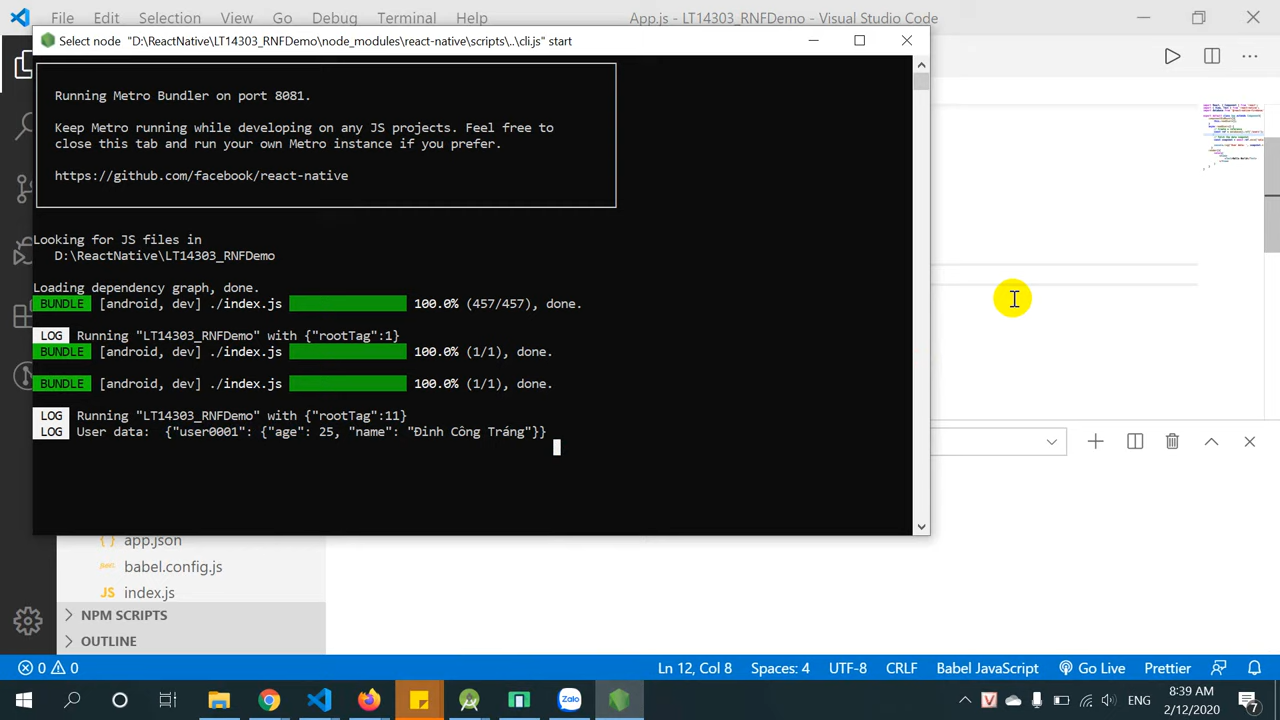 File Edit Selection View Go Debug Terminal Help App.js - LT14303_RNFDemo - Visual Studio Code
Select node "D:\ReactNative\LT14303_RNFDemo\node_modules\react-native\scripts\..\cli.js" start
Running Metro Bundler on port 8081.
Keep Metro running while developing on any JS projects. Feel free to
close this tab and run your own Metro instance if you prefer.
https://github.com/facebook/react-native
Looking for JS files in
D:\ReactNative\LT14303_RNFDemo
Loading dependency graph, done.
BUNDLE [android, dev] ./index.js 100.0% (457/457), done.
LOG Running "LT14303_RNFDemo" with {"rootTag":1}
BUNDLE [android, dev] ./index.js 100.0% (1/1), done.
BUNDLE [android, dev] ./index.js 100.0% (1/1), done.
LOG Running "LT14303_RNFDemo" with {"rootTag":11}
LOG User data: {"user0001": {"age": 25, "name": "Đinh Công Tráng"}}
{} app.json
babel.config.js
JS index.js
NPM SCRIPTS
OUTLINE
0 0 Ln 12, Col 8 Spaces: 4 UTF-8 CRLF Babel JavaScript Go Live Prettier
ENG 8:39 AM
2/12/2020 7